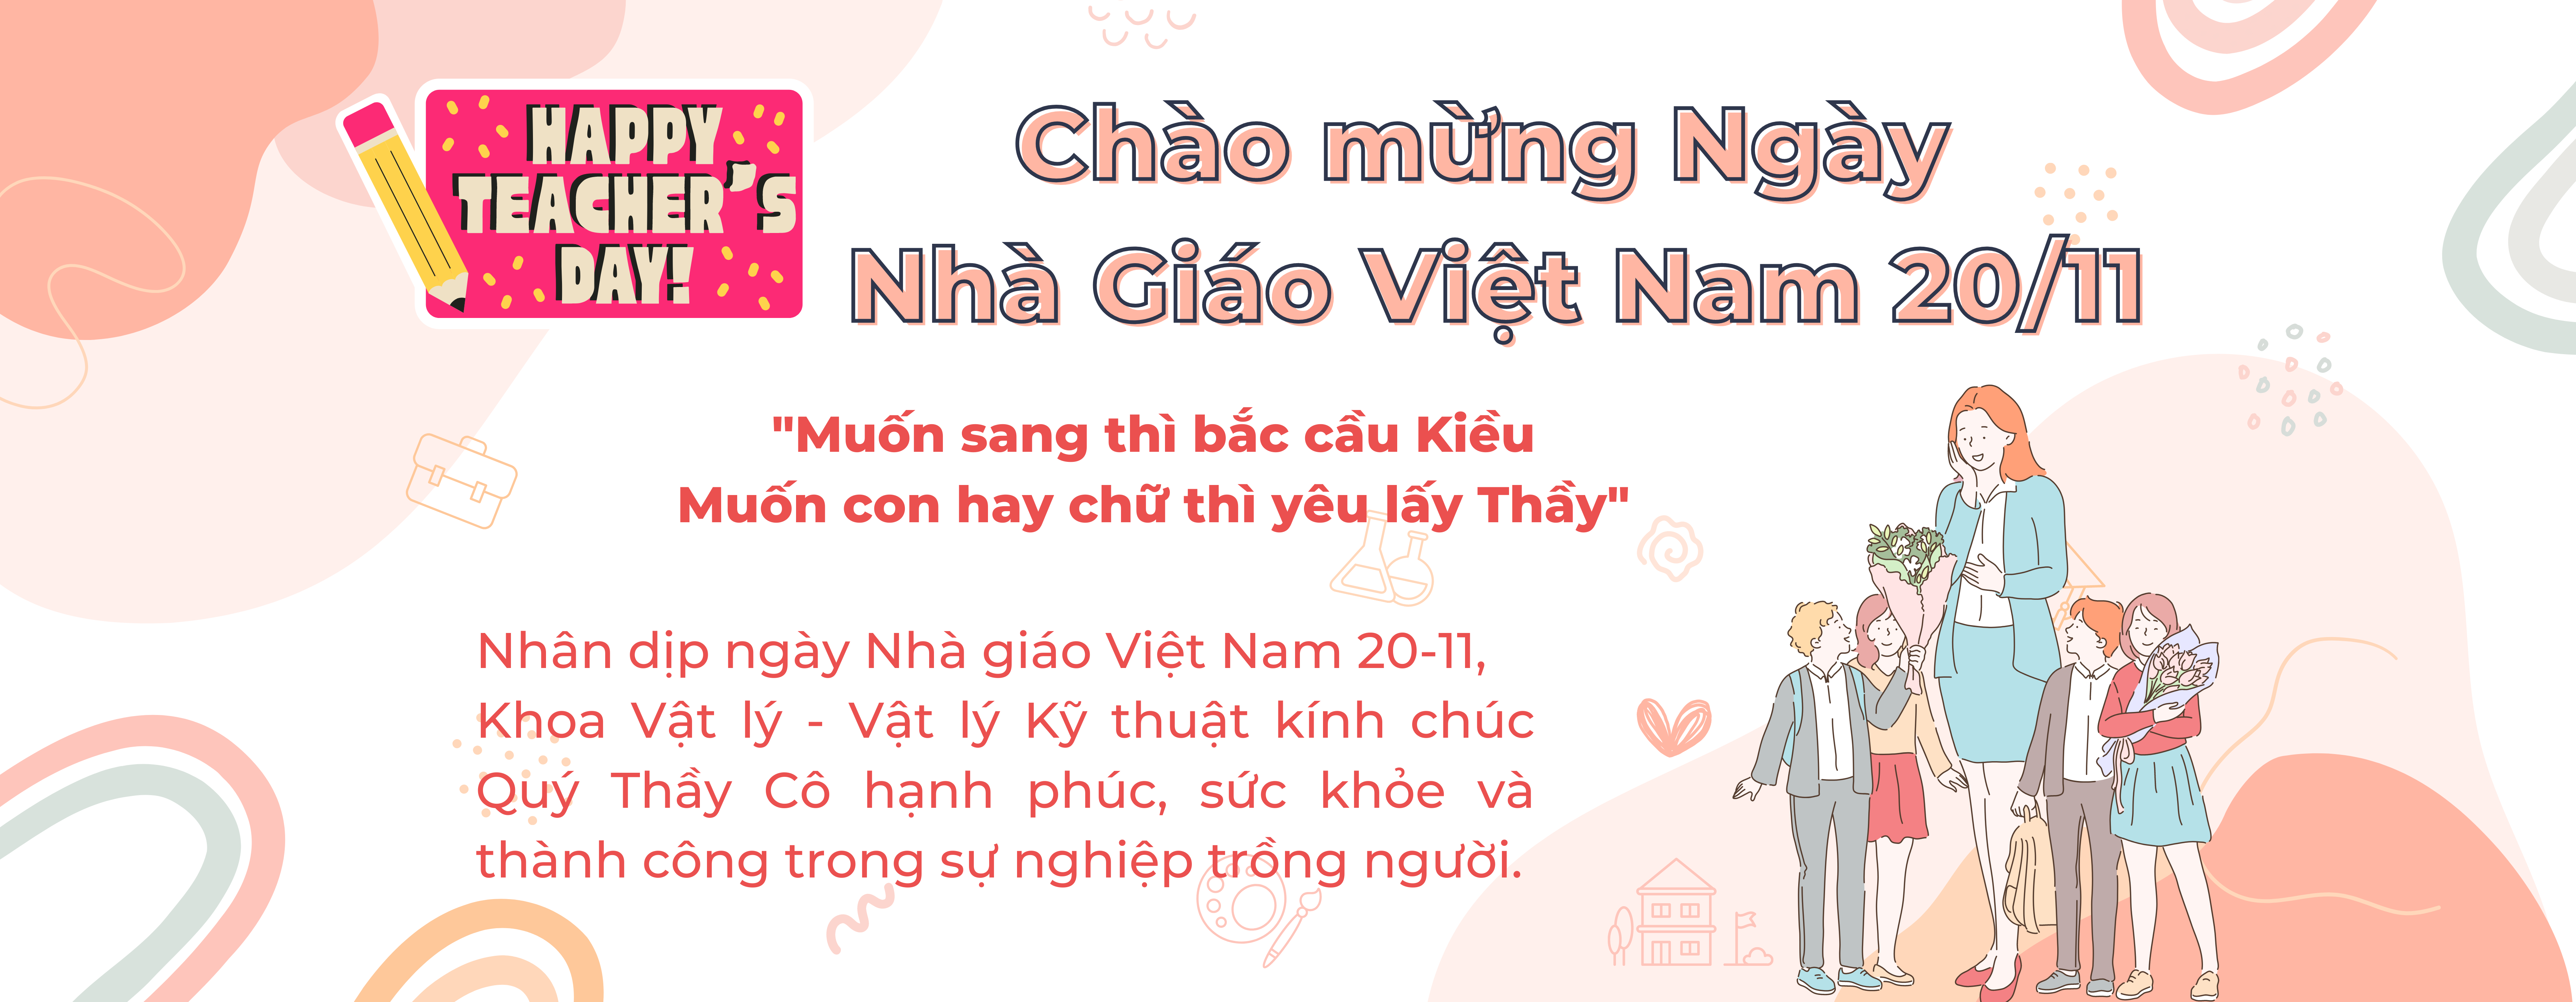 HAPPY
TEACHER'S
DAY!
Chào mừng Ngày
Nhà Giáo Việt Nam 20/11
"Muốn sang thì bắc cầu Kiều
Muốn con hay chữ thì yêu lấy Thầy"
Nhân dịp ngày Nhà giáo Việt Nam 20-11,
Khoa Vật lý - Vật lý Kỹ thuật kính chúc
Quý Thầy Cô hạnh phúc, sức khỏe và
thành công trong sự nghiệp trồng người.